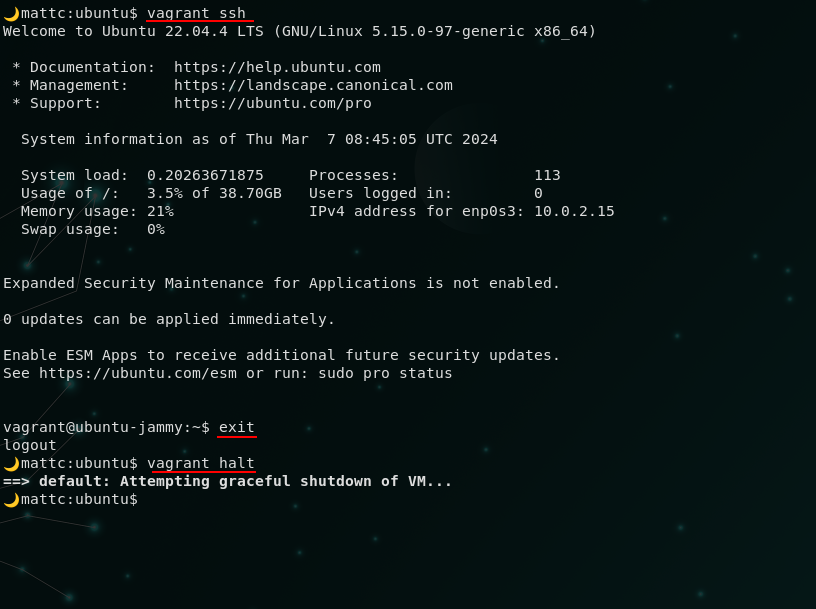 🌙mattc:ubuntu$ vagrant ssh
Welcome to Ubuntu 22.04.4 LTS (GNU/Linux 5.15.0-97-generic x86_64)
* Documentation:  https://help.ubuntu.com
* Management:     https://landscape.canonical.com
* Support:        https://ubuntu.com/pro
System information as of Thu Mar  7 08:45:05 UTC 2024
System load:  0.20263671875     Processes:               113
Usage of /:   3.5% of 38.70GB   Users logged in:         0
Memory usage: 21%               IPv4 address for enp0s3: 10.0.2.15
Swap usage:   0%
Expanded Security Maintenance for Applications is not enabled.
0 updates can be applied immediately.
Enable ESM Apps to receive additional future security updates.
See https://ubuntu.com/esm or run: sudo pro status
vagrant@ubuntu-jammy:~$ exit
logout
🌙mattc:ubuntu$ vagrant halt
==> default: Attempting graceful shutdown of VM...
🌙mattc:ubuntu$